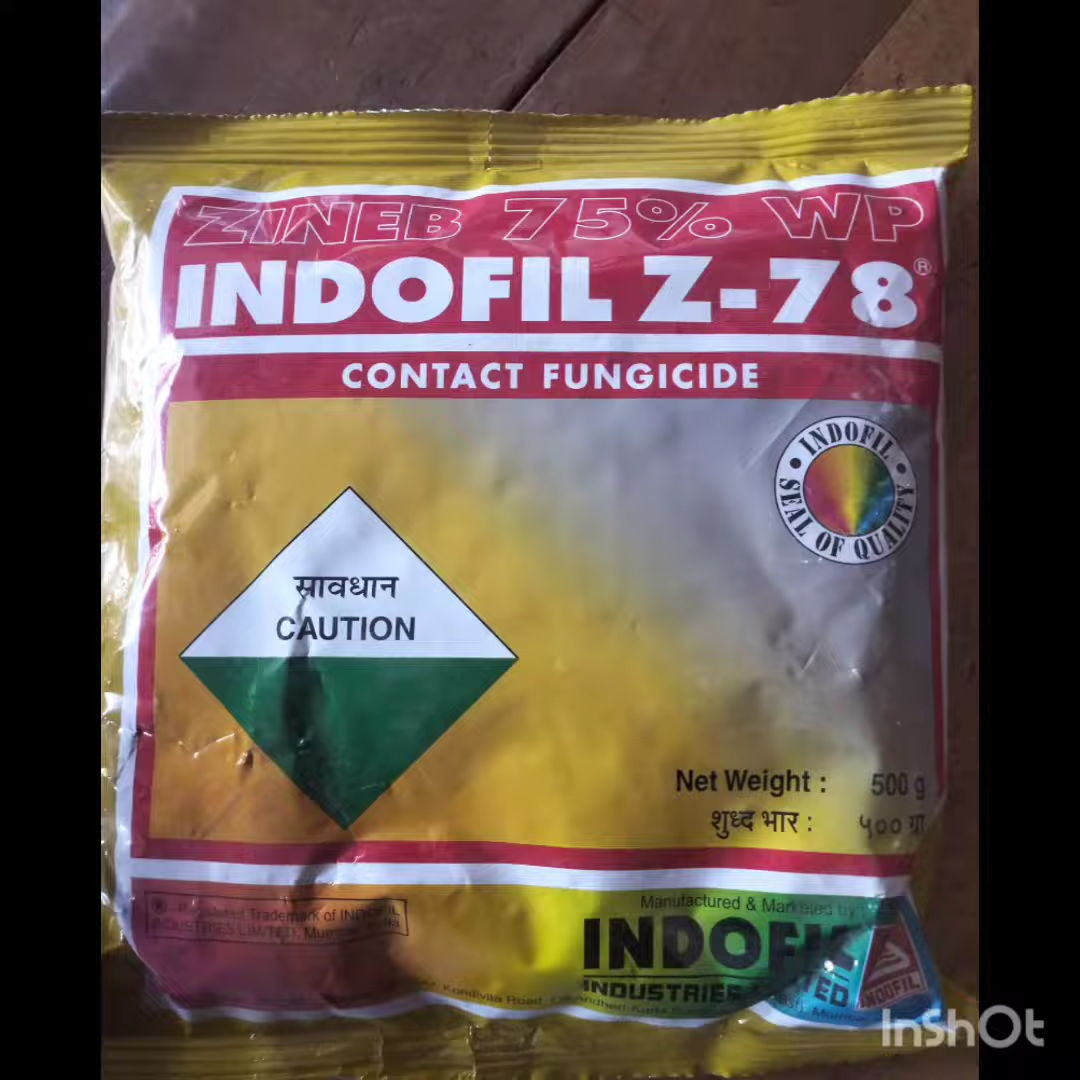 ZINEB 75% WP
INDOFIL Z-78®
CONTACT FUNGICIDE
INDOFIL
SEAL OF QUALITY
सावधान
CAUTION
Net Weight : 500 g
शुध्द भार : ५०० ग्रा
® - Registered Trademark of INDOFIL
INDUSTRIES LIMITED, Mumbai, India
Manufactured & Marketed by
INDOFIL
INDUSTRIES LIMITED
INDOFIL
Kondivita Road, Off Andheri-Kurla
InShOt